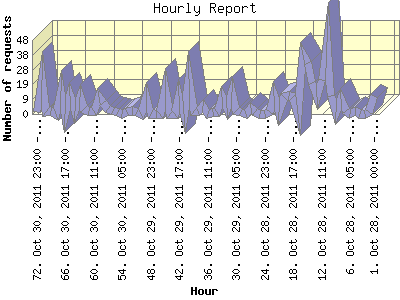 Hourly Report
Number of requests
48
38
28
19
9
0
72. Oct 30, 2011 23:00 -...
66. Oct 30, 2011 17:00 -...
60. Oct 30, 2011 11:00 -...
54. Oct 30, 2011 05:00 -...
48. Oct 29, 2011 23:00 -...
42. Oct 29, 2011 17:00 -...
36. Oct 29, 2011 11:00 -...
30. Oct 29, 2011 05:00 -...
24. Oct 28, 2011 23:00 -...
18. Oct 28, 2011 17:00 -...
12. Oct 28, 2011 11:00 -...
6. Oct 28, 2011 05:00 -...
1. Oct 28, 2011 00:00 -...
Hour